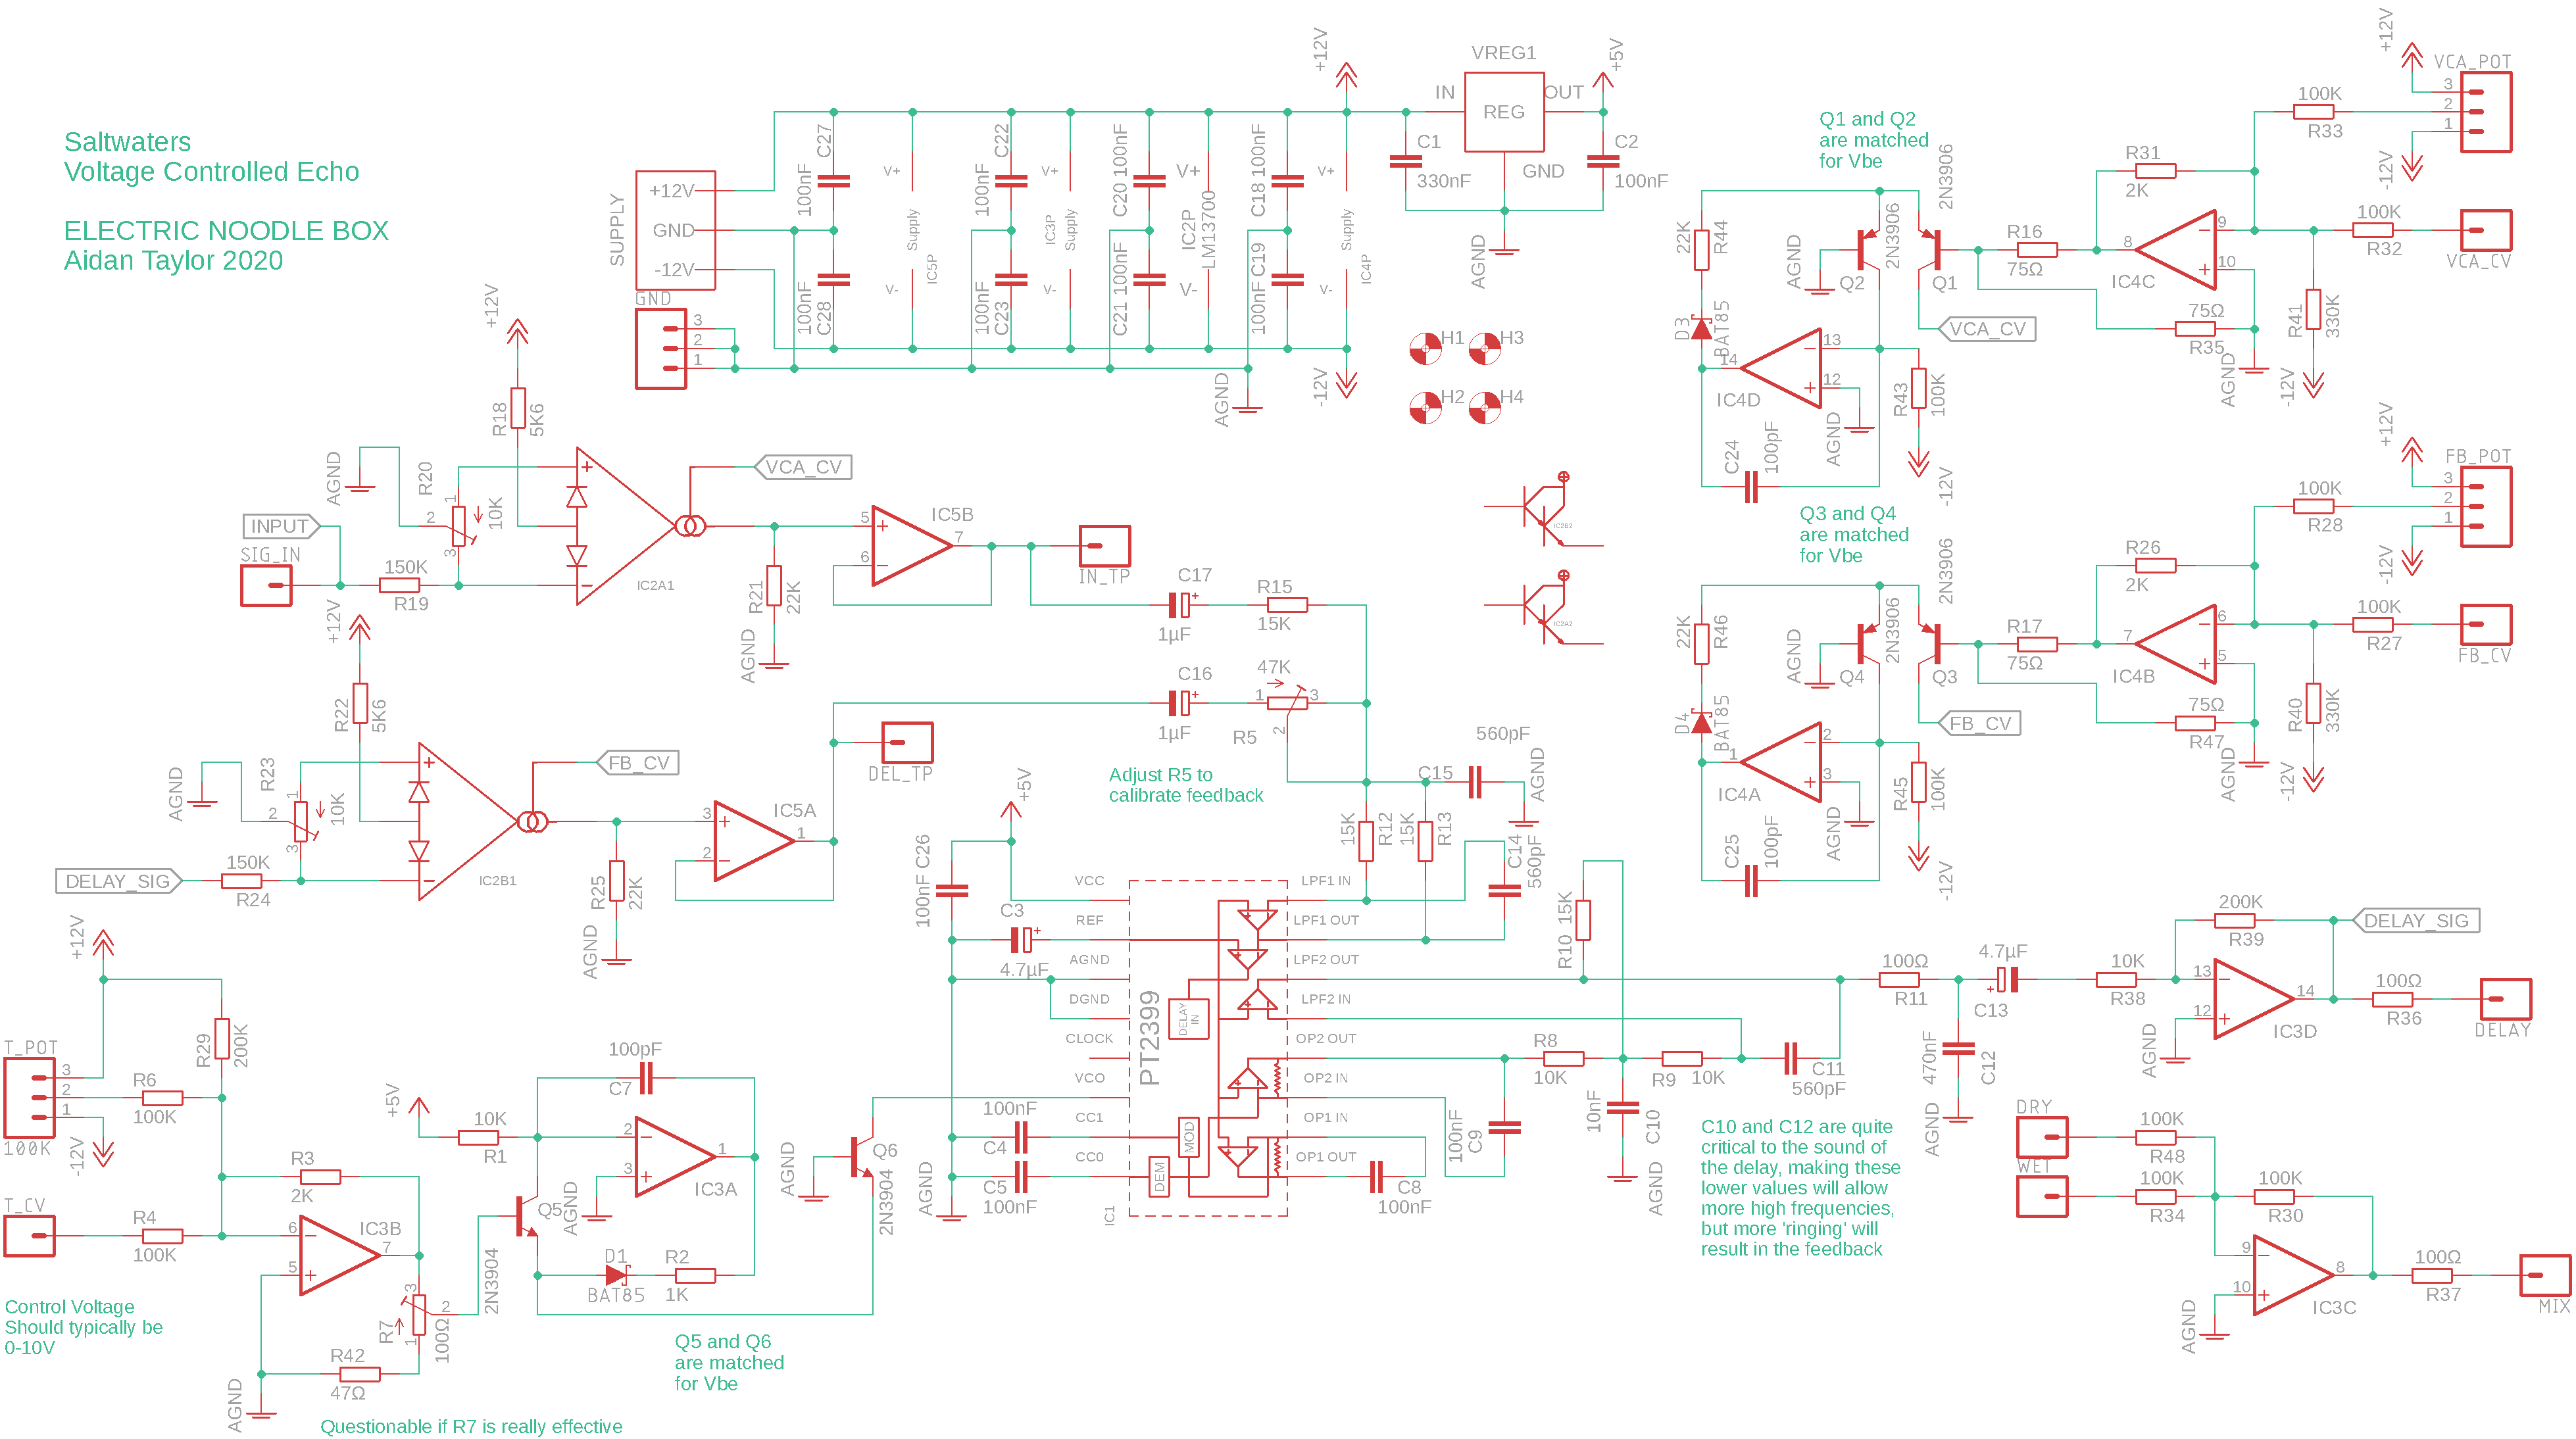 Saltwaters
Voltage Controlled Echo
ELECTRIC NOODLE BOX
Aidan Taylor 2020
SUPPLY
+12V
GND
-12V
GND
3
2
1
100nF C27
100nF C28
V+
Supply
IC5P
V-
100nF C22
100nF C23
V+
IC3P
Supply
V-
C20 100nF
C21 100nF
V+
IC2P
LM13700
V-
C18 100nF
100nF C19
V+
Supply
IC4P
V-
+12V
-12V
AGND
VREG1
IN
REG
OUT
GND
+5V
C1
330nF
C2
100nF
AGND
H1
H3
H2
H4
Q1 and Q2
are matched
for Vbe
22K
R44
D3
BAT85
AGND
Q2
2N3906
2N3906
Q1
VCA_CV
14
13
12
IC4D
AGND
C24
100pF
R43
100K
-12V
R16
75Ω
75Ω
R35
R31
2K
8
9
10
IC4C
AGND
100K
R33
100K
R32
R41
330K
-12V
+12V
-12V
VCA_POT
3
2
1
VCA_CV
+12V
R18
5K6
AGND
R20
1
2
3
10K
INPUT
SIG_IN
150K
R19
IC2A1
VCA_CV
R21
22K
AGND
5
6
7
IC5B
IN_TP
C17
1µF
R15
15K
C16
1µF
47K
1
3
2
R5
Adjust R5 to
calibrate feedback
IC2B2
IC2A2
+12V
R22
5K6
AGND
R23
1
2
3
10K
DELAY_SIG
150K
R24
IC2B1
FB_CV
R25
22K
AGND
3
2
1
IC5A
DEL_TP
Q3 and Q4
are matched
for Vbe
22K
R46
D4
BAT85
AGND
Q4
2N3906
2N3906
Q3
FB_CV
1
2
3
IC4A
AGND
C25
100pF
R45
100K
-12V
R17
75Ω
75Ω
R47
R26
2K
7
6
5
IC4B
AGND
100K
R28
100K
R27
R40
330K
-12V
+12V
-12V
FB_POT
3
2
1
FB_CV
+5V
100nF C26
C3
4.7µF
100nF
C4
C5
100nF
AGND
VCC
REF
AGND
DGND
CLOCK
VCO
CC1
CC0
PT2399
IC1
DELAY
IN
MOD
DEM
LPF1 IN
LPF1 OUT
LPF2 OUT
LPF2 IN
OP2 OUT
OP2 IN
OP1 IN
OP1 OUT
560pF
C15
AGND
15K
R12
15K
R13
C14
560pF
R10 15K
R8
10K
R9
10K
C11
560pF
100nF
C9
C8
100nF
10nF
C10
AGND
100Ω
R11
4.7µF
C13
470nF
C12
AGND
10K
R38
200K
R39
DELAY_SIG
13
12
14
IC3D
AGND
100Ω
R36
DELAY
C10 and C12 are quite
critical to the sound of
the delay, making these
lower values will allow
more high frequencies,
but more 'ringing' will
result in the feedback
DRY
WET
100K
R48
100K
R34
100K
R30
9
10
8
IC3C
AGND
100Ω
R37
MIX
+12V
T_POT
3
2
1
100K
-12V
R29
200K
R6
100K
T_CV
R4
100K
R3
2K
6
5
7
IC3B
R7
3
2
1
100Ω
R42
47Ω
AGND
Control Voltage
Should typically be
0-10V
Questionable if R7 is really effective
+5V
10K
R1
100pF
C7
2
3
1
IC3A
AGND
Q5
2N3904
D1
BAT85
R2
1K
AGND
Q6
2N3904
Q5 and Q6
are matched
for Vbe